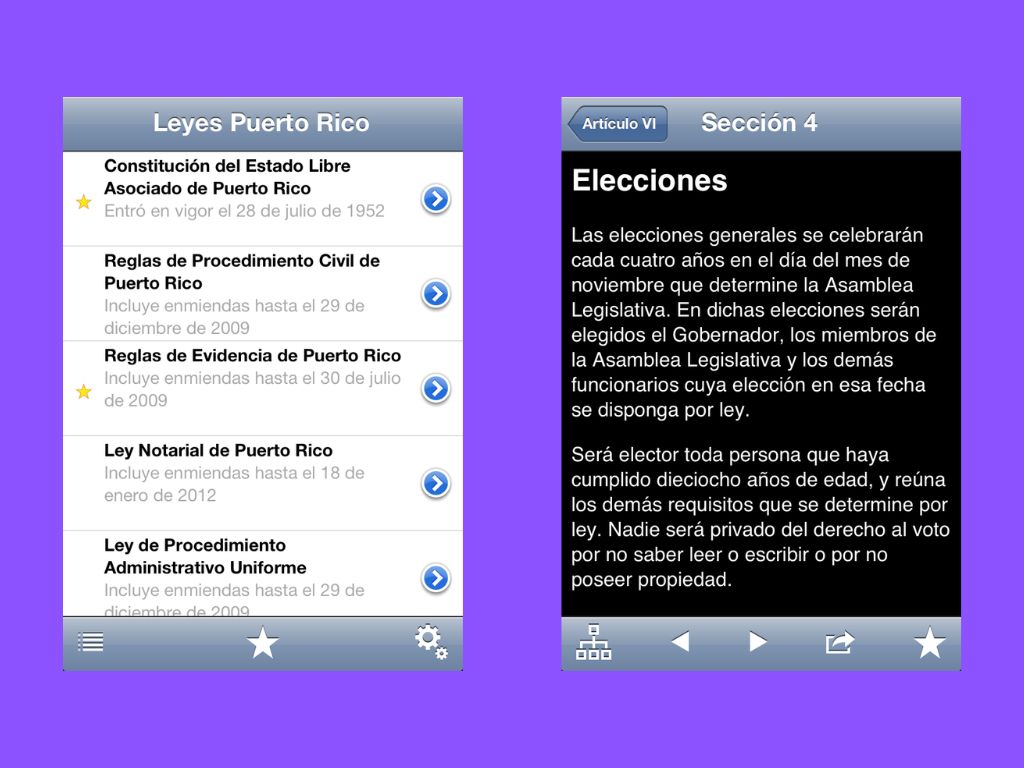 Leyes Puerto Rico
Constitución del Estado Libre
Asociado de Puerto Rico
Entró en vigor el 28 de julio de 1952
Reglas de Procedimiento Civil de
Puerto Rico
Incluye enmiendas hasta el 29 de
diciembre de 2009
Reglas de Evidencia de Puerto Rico
Incluye enmiendas hasta el 30 de julio
de 2009
Ley Notarial de Puerto Rico
Incluye enmiendas hasta el 18 de
enero de 2012
Ley de Procedimiento
Administrativo Uniforme
Incluye enmiendas hasta el 29 de
diciembre de 2009
Artículo VI
Sección 4
Elecciones
Las elecciones generales se celebrarán
cada cuatro años en el día del mes de
noviembre que determine la Asamblea
Legislativa. En dichas elecciones serán
elegidos el Gobernador, los miembros de
la Asamblea Legislativa y los demás
funcionarios cuya elección en esa fecha
se disponga por ley.
Será elector toda persona que haya
cumplido dieciocho años de edad, y reúna
los demás requisitos que se determine por
ley. Nadie será privado del derecho al voto
por no saber leer o escribir o por no
poseer propiedad.